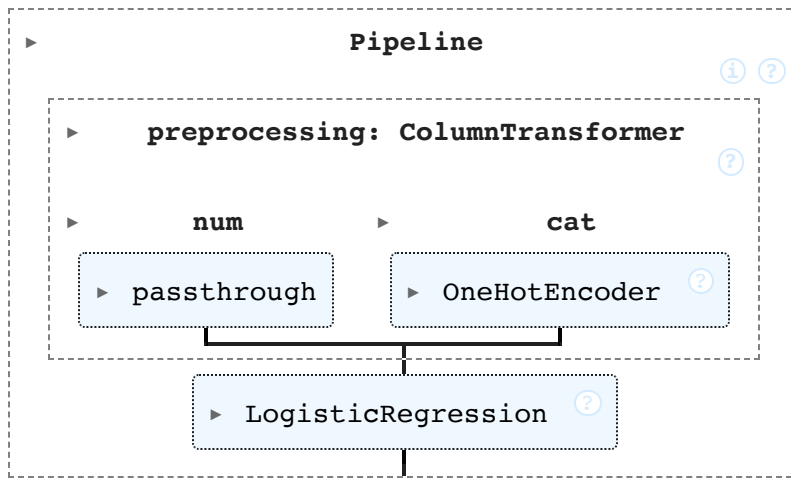 ▸ Pipeline
i ?
▸ preprocessing: ColumnTransformer
?
▸ num ▸ cat
▸ passthrough ▸ OneHotEncoder ?
▸ LogisticRegression ?